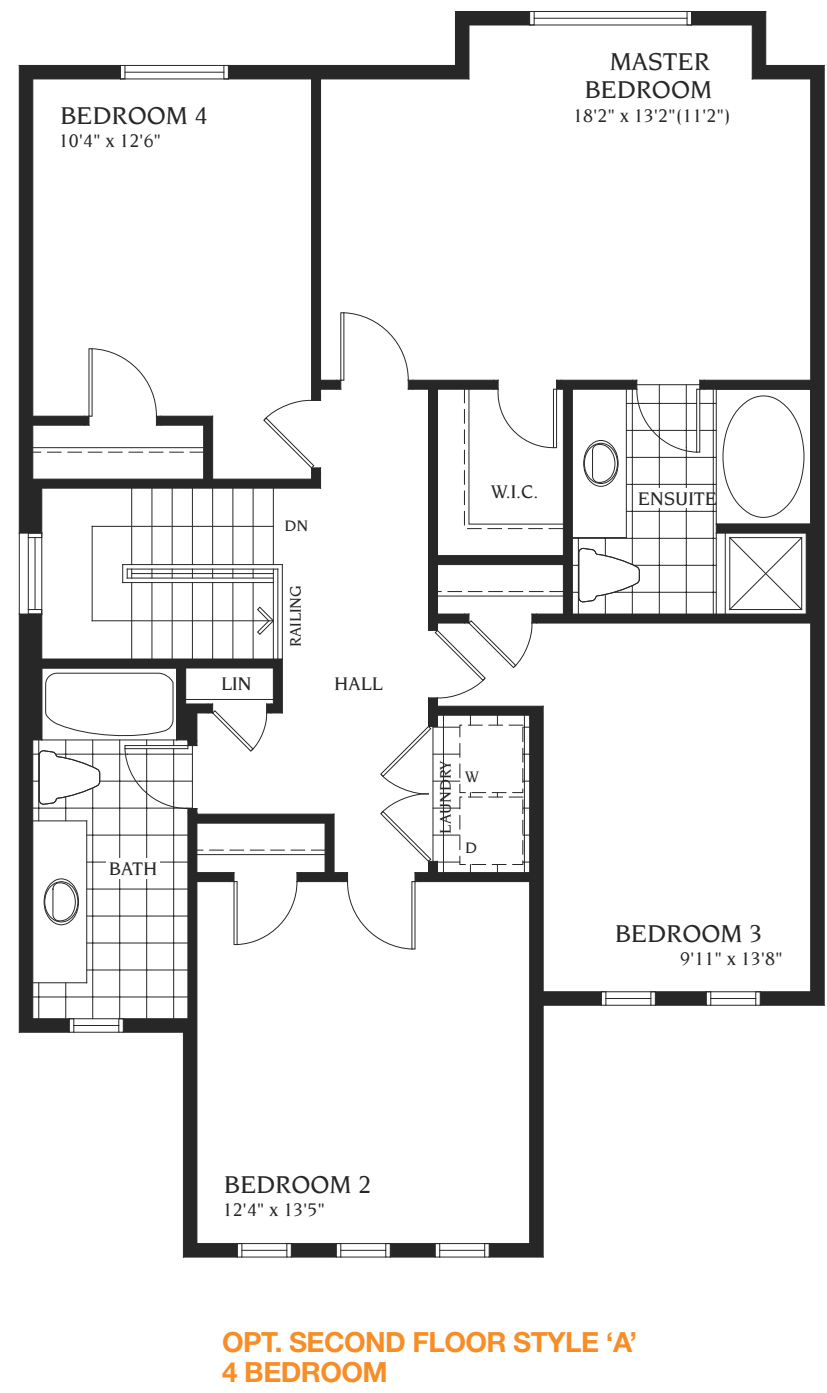 MASTER
BEDROOM
18'2" x 13'2"(11'2")
BEDROOM 4
10'4" x 12'6"
W.I.C.
ENSUITE
DN
RAILING
LIN
HALL
LAUNDRY
W
D
BATH
BEDROOM 3
9'11" x 13'8"
BEDROOM 2
12'4" x 13'5"
OPT. SECOND FLOOR STYLE ‘A’
4 BEDROOM